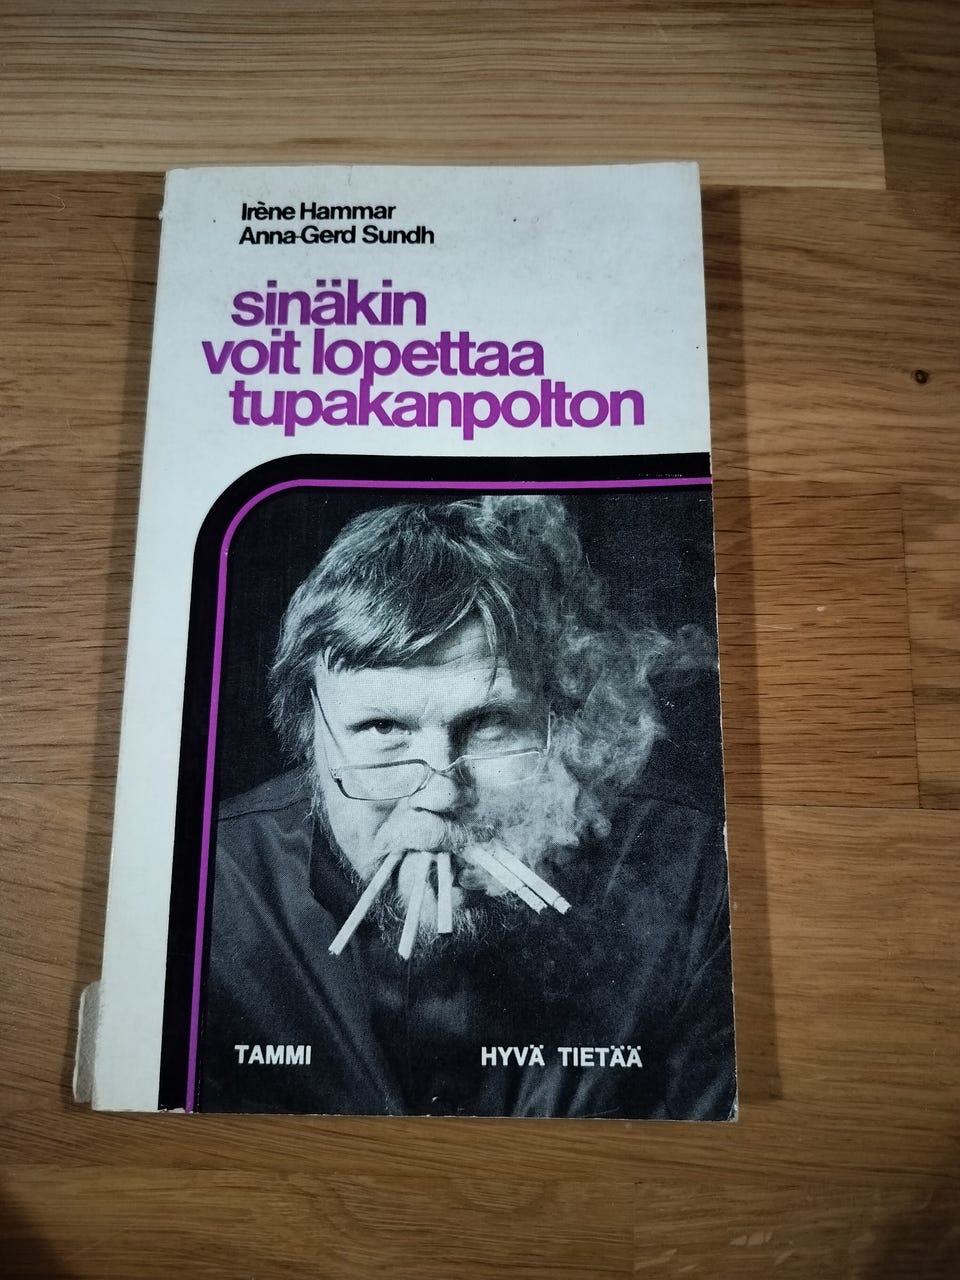 Irène Hammar
Anna-Gerd Sundh
sinäkin
voit lopettaa
tupakanpolton
TAMMI
HYVÄ TIETÄÄ